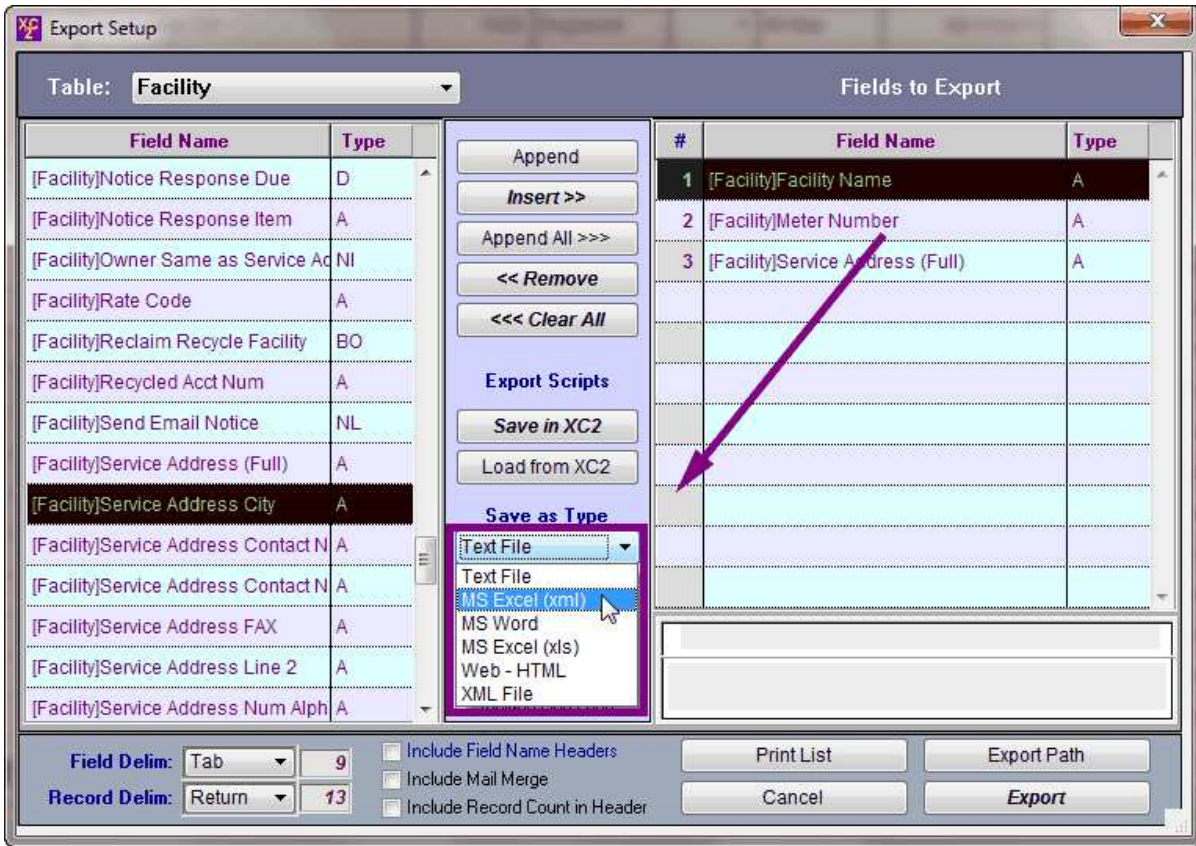 XC2 Export Setup
x
Table: Facility
Fields to Export
Field Name Type
[Facility]Notice Response Due D
[Facility]Notice Response Item A
[Facility]Owner Same as Service Ad NI
[Facility]Rate Code A
[Facility]Reclaim Recycle Facility BO
[Facility]Recycled Acct Num A
[Facility]Send Email Notice NL
[Facility]Service Address (Full) A
[Facility]Service Address City A
[Facility]Service Address Contact N A
[Facility]Service Address Contact N A
[Facility]Service Address FAX A
[Facility]Service Address Line 2 A
[Facility]Service Address Num Alph A
Append
Insert >>
Append All >>>
<< Remove
<<< Clear All
Export Scripts
Save in XC2
Load from XC2
Save as Type
Text File
Text File
MS Excel (xml)
MS Word
MS Excel (xls)
Web - HTML
XML File
# Field Name Type
1 [Facility]Facility Name A
2 [Facility]Meter Number A
3 [Facility]Service Address (Full) A
Field Delim: Tab 9
Record Delim: Return 13
Include Field Name Headers
Include Mail Merge
Include Record Count in Header
Print List
Export Path
Cancel
Export